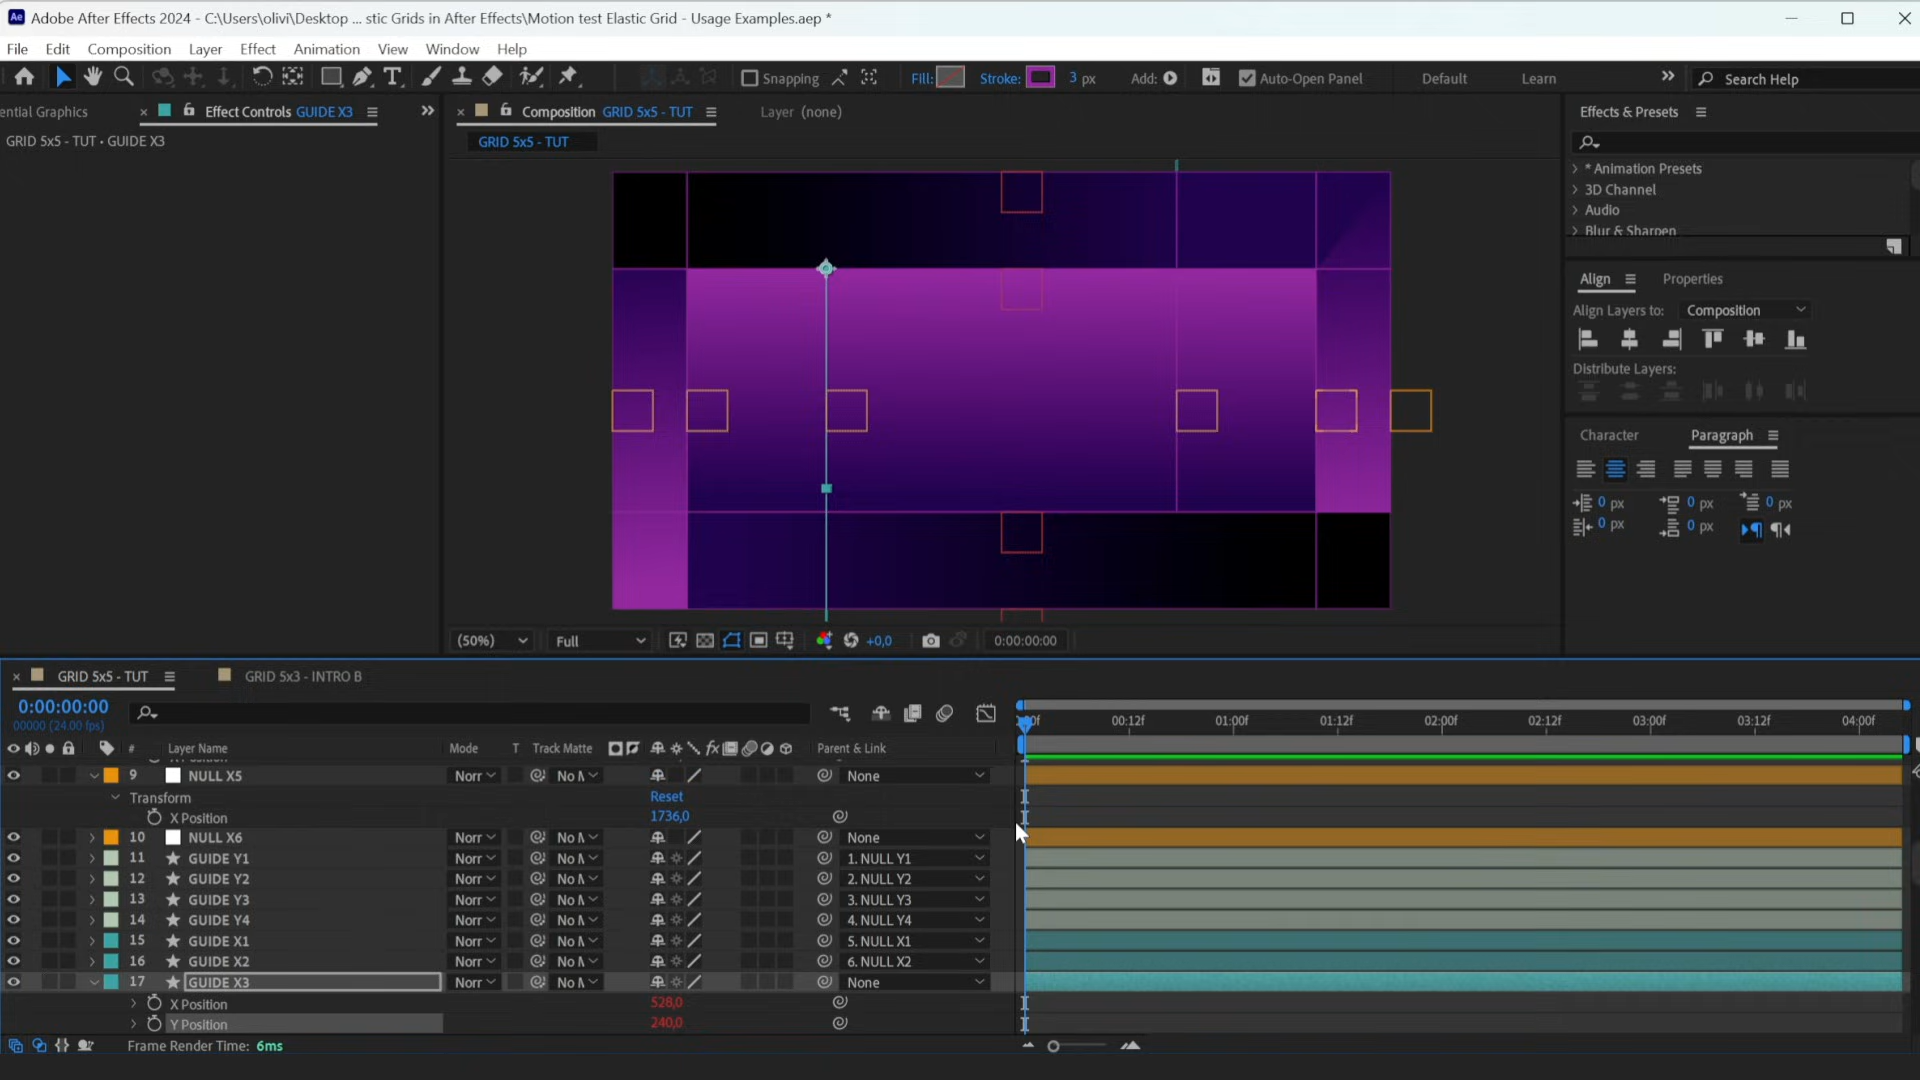 Ae Adobe After Effects 2024 - C:\Users\olivi\Desktop ... stic Grids in After Effects\Motion test Elastic Grid - Usage Examples.aep *
File Edit Composition Layer Effect Animation View Window Help
Snapping Fill: Stroke: 3 px Add: Auto-Open Panel Default Learn Search Help
ential Graphics Effect Controls GUIDE X3 Composition GRID 5x5 - TUT Layer (none) Effects & Presets
GRID 5x5 - TUT • GUIDE X3
GRID 5x5 - TUT
* Animation Presets
3D Channel
Audio
Blur & Sharpen
Align Properties
Align Layers to: Composition
Distribute Layers:
Character Paragraph
0 px 0 px 0 px
0 px 0 px
(50%) Full +0,0 0:00:00:00
GRID 5x5 - TUT GRID 5x3 - INTRO B
0:00:00:00
00000 (24.00 fps)
:00f 00:12f 01:00f 01:12f 02:00f 02:12f 03:00f 03:12f 04:00f
# Layer Name Mode T Track Matte fx Parent & Link
9 NULL X5 Norr No M None
Transform Reset
X Position 1736,0
10 NULL X6 Norr No M None
11 GUIDE Y1 Norr No M 1. NULL Y1
12 GUIDE Y2 Norr No M 2. NULL Y2
13 GUIDE Y3 Norr No M 3. NULL Y3
14 GUIDE Y4 Norr No M 4. NULL Y4
15 GUIDE X1 Norr No M 5. NULL X1
16 GUIDE X2 Norr No M 6. NULL X2
17 GUIDE X3 Norr No M None
X Position 528,0
Y Position 240,0
Frame Render Time: 6ms